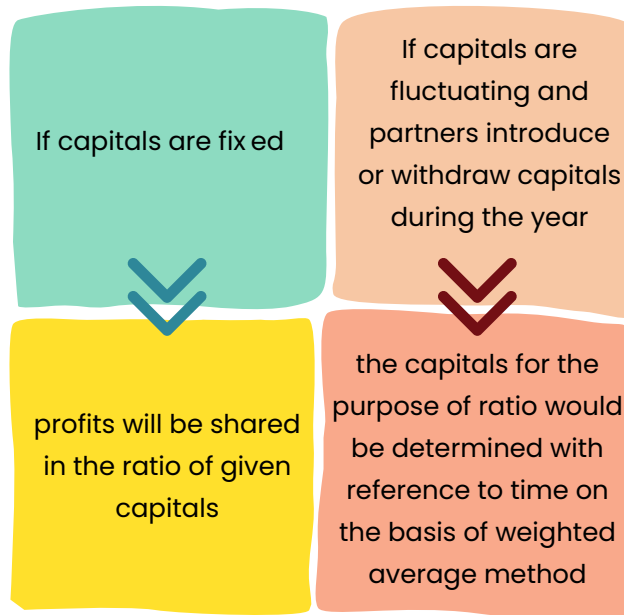 If capitals are fixed
If capitals are
fluctuating and
partners introduce
or withdraw capitals
during the year
profits will be shared
in the ratio of given
capitals
the capitals for the
purpose of ratio would
be determined with
reference to time on
the basis of weighted
average method